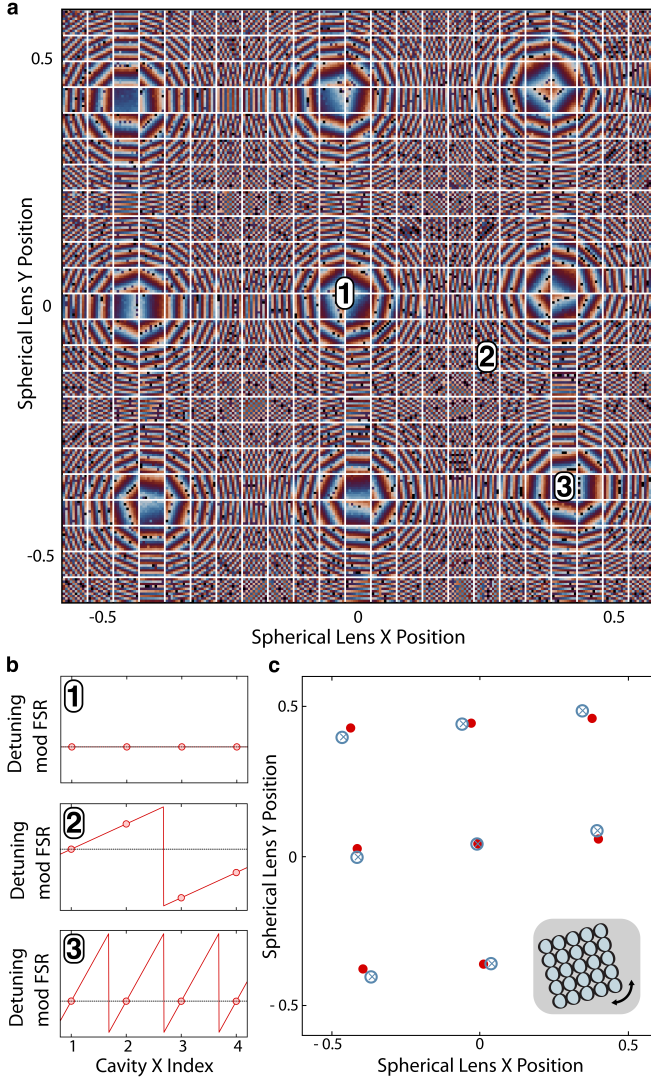 a
0.5
0
-0.5
Spherical Lens Y Position
1
2
3
-0.5 0 0.5
Spherical Lens X Position
b
1
Detuning
mod FSR
2
Detuning
mod FSR
3
Detuning
mod FSR
1 2 3 4
Cavity X Index
c
0.5
0
- 0.5
Spherical Lens Y Position
- 0.5 0 0.5
Spherical Lens X Position